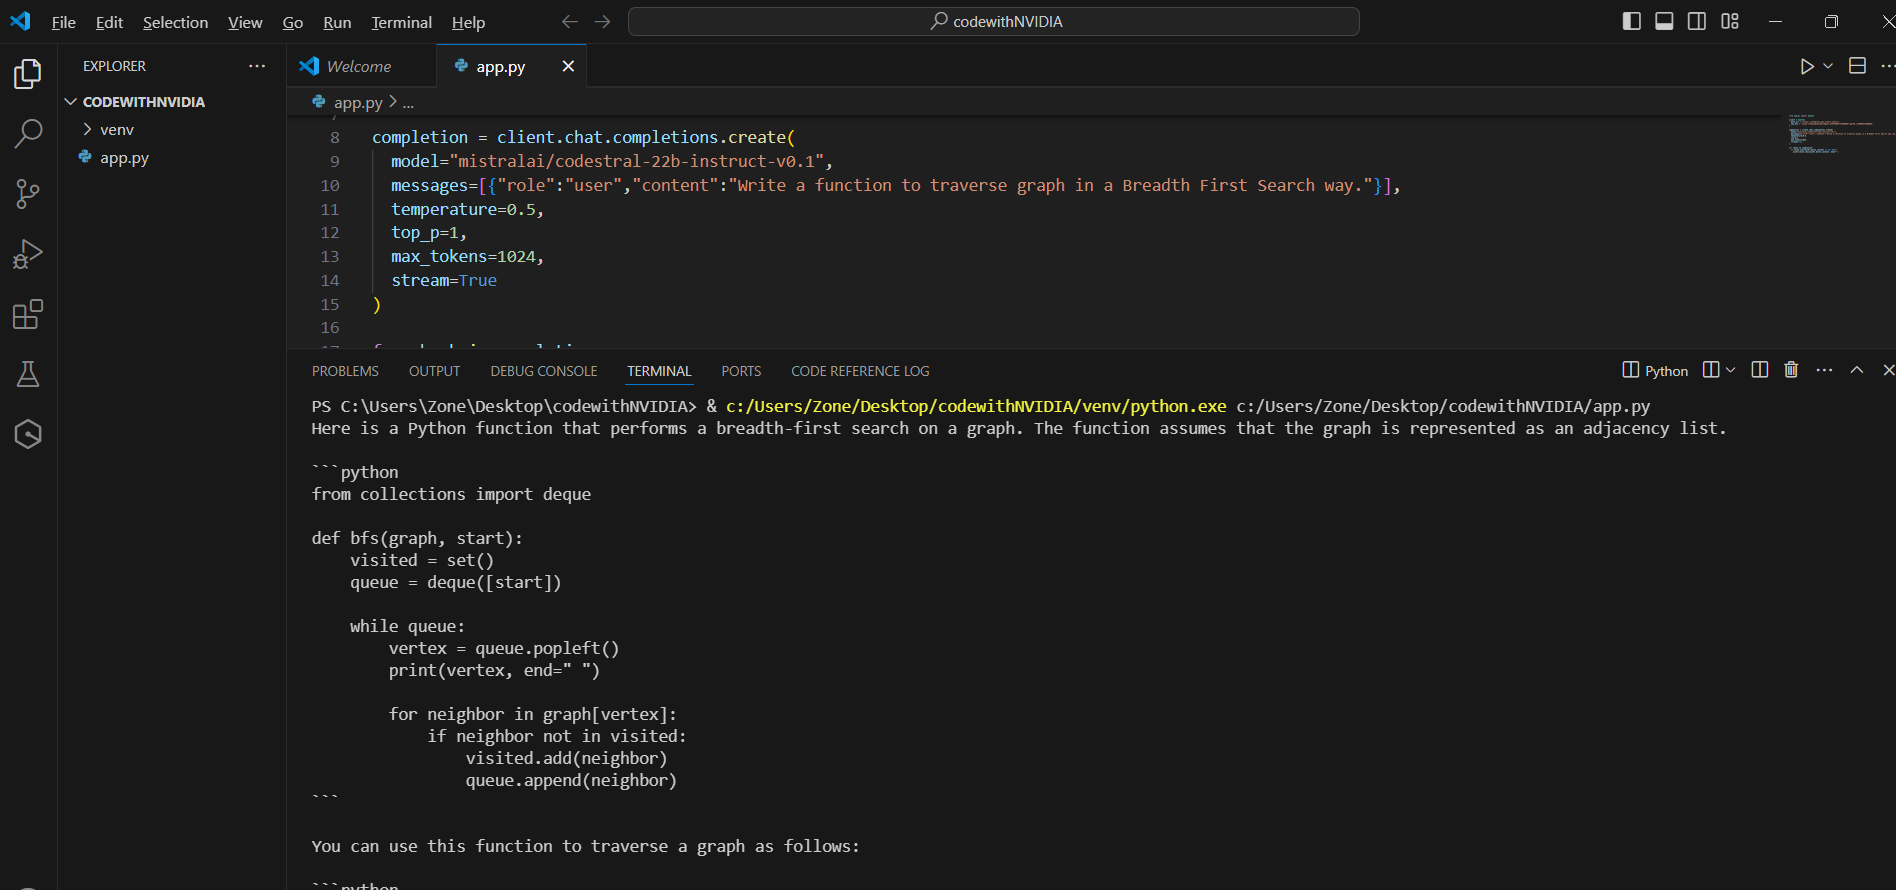 File Edit Selection View Go Run Terminal Help codewithNVIDIA
EXPLORER
CODEWITHNVIDIA
venv
app.py
Welcome app.py
app.py > ...
8 completion = client.chat.completions.create(
9 model="mistralai/codestral-22b-instruct-v0.1",
10 messages=[{"role":"user","content":"Write a function to traverse graph in a Breadth First Search way."}],
11 temperature=0.5,
12 top_p=1,
13 max_tokens=1024,
14 stream=True
15 )
16
PROBLEMS OUTPUT DEBUG CONSOLE TERMINAL PORTS CODE REFERENCE LOG Python
PS C:\Users\Zone\Desktop\codewithNVIDIA> & c:/Users/Zone/Desktop/codewithNVIDIA/venv/python.exe c:/Users/Zone/Desktop/codewithNVIDIA/app.py
Here is a Python function that performs a breadth-first search on a graph. The function assumes that the graph is represented as an adjacency list.
```python
from collections import deque
def bfs(graph, start):
visited = set()
queue = deque([start])
while queue:
vertex = queue.popleft()
print(vertex, end=" ")
for neighbor in graph[vertex]:
if neighbor not in visited:
visited.add(neighbor)
queue.append(neighbor)
```
You can use this function to traverse a graph as follows:
```python